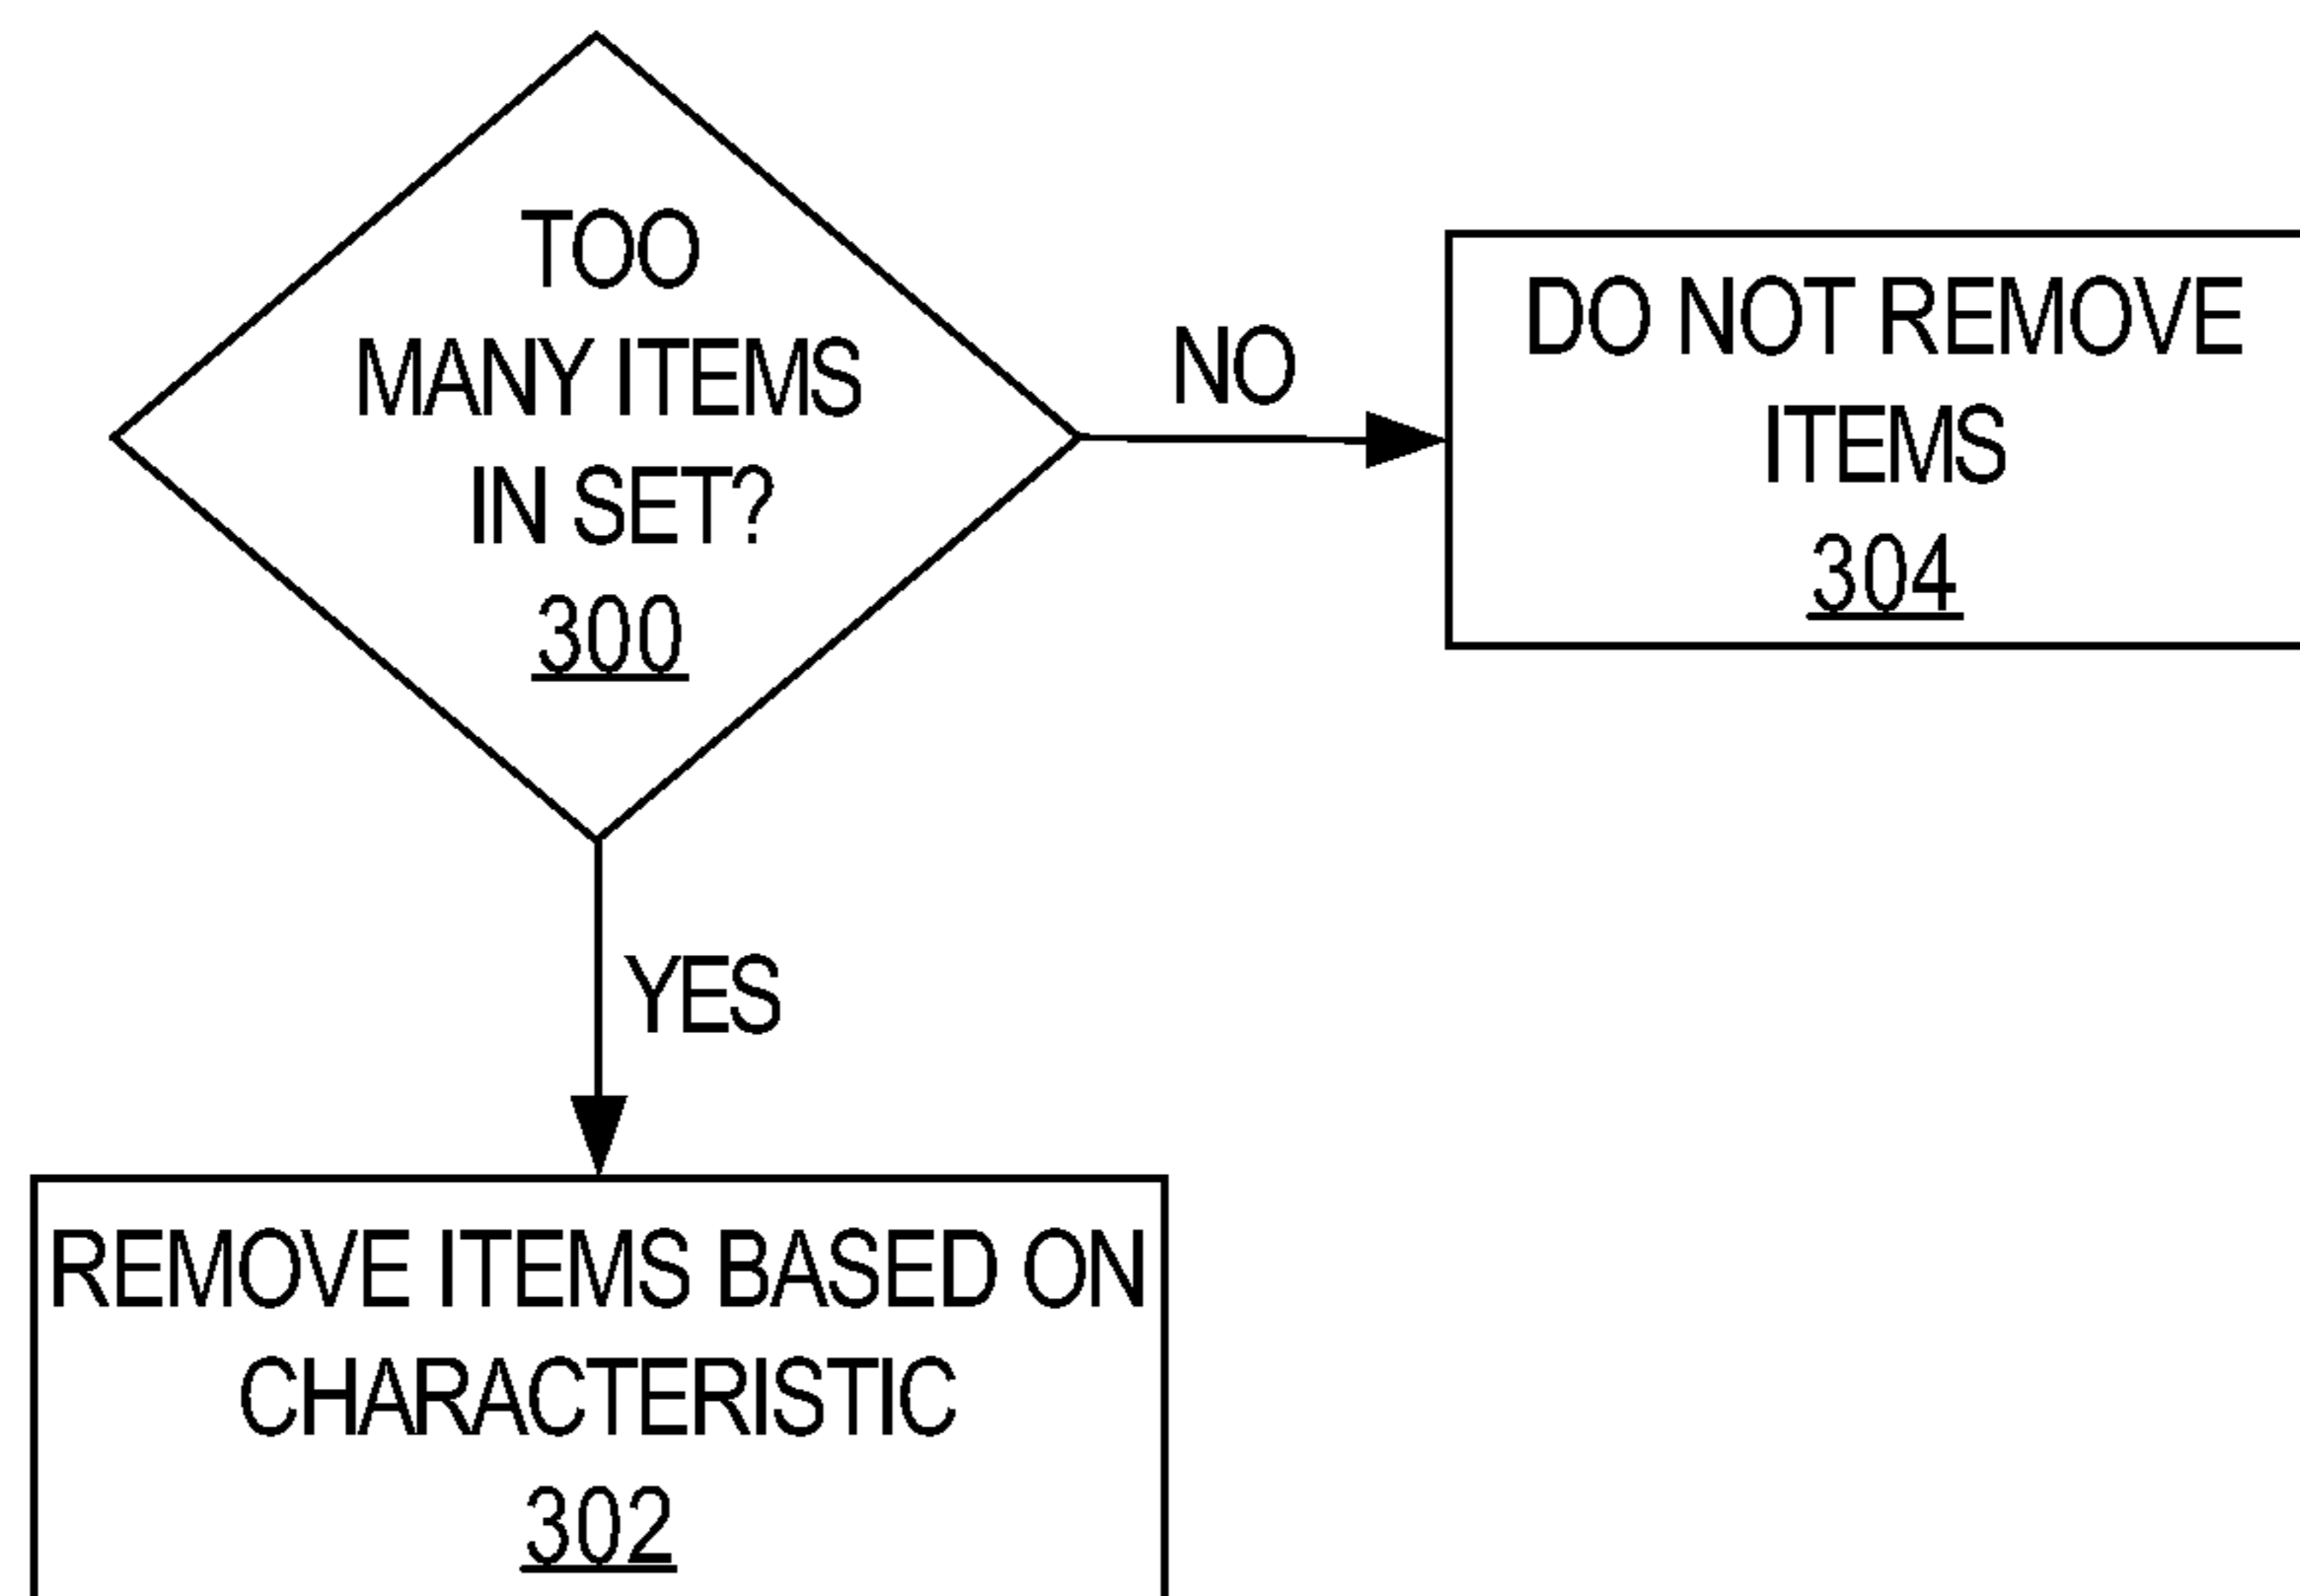 TOO
MANY ITEMS
IN SET?
300
NO
DO NOT REMOVE
ITEMS
304
YES
REMOVE ITEMS BASED ON
CHARACTERISTIC
302